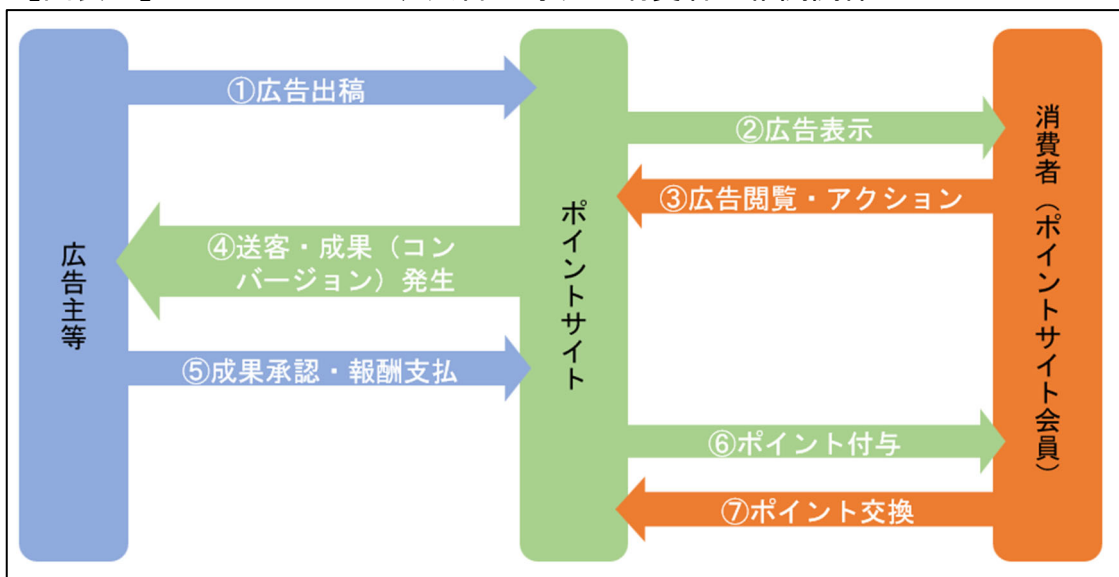 ①広告出稿
②広告表示
③広告閲覧・アクション
④送客・成果（コン
バージョン）発生
⑤成果承認・報酬支払
⑥ポイント付与
⑦ポイント交換
広告主等
ポイントサイト
消費者（ポイントサイト会員）